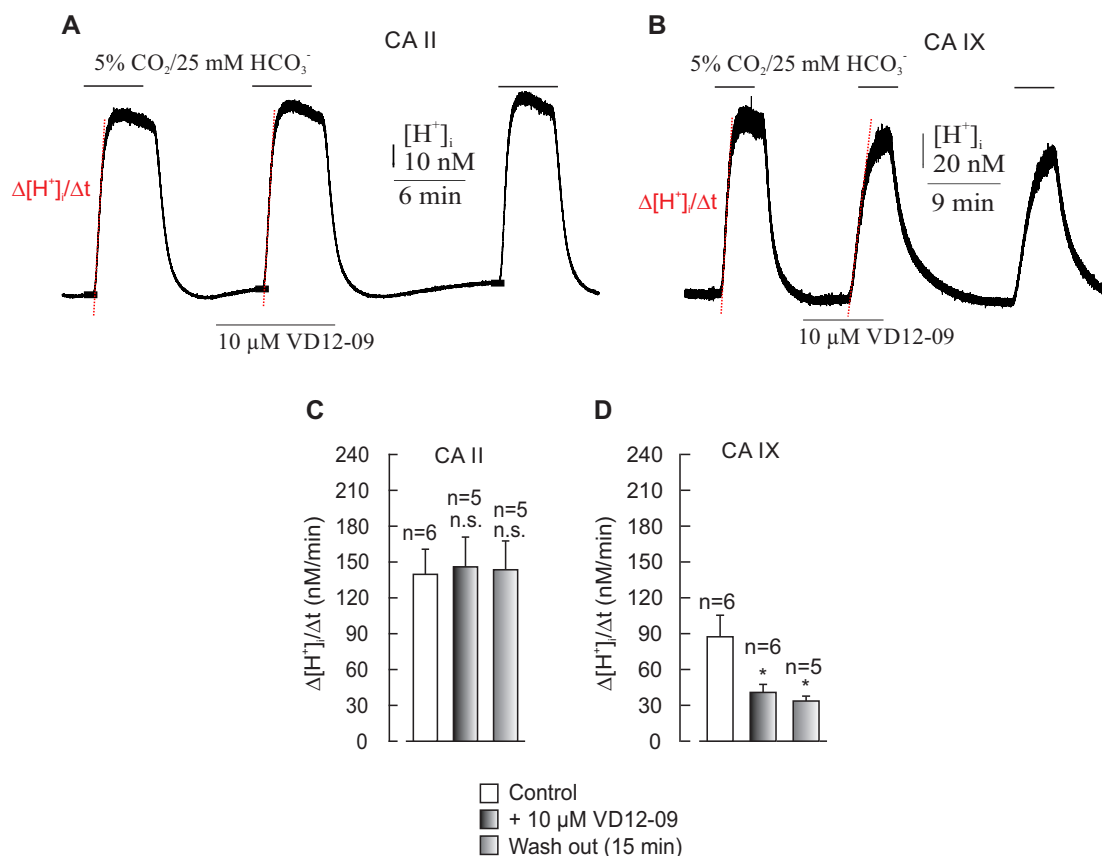 A
CA II
5% CO₂/25 mM HCO₃⁻
[H⁺]ᵢ
10 nM
6 min
Δ[H⁺]ᵢ/Δt
10 µM VD12-09
B
CA IX
5% CO₂/25 mM HCO₃⁻
[H⁺]ᵢ
20 nM
9 min
Δ[H⁺]ᵢ/Δt
10 µM VD12-09
C
CA II
Δ[H⁺]ᵢ/Δt (nM/min)
240
210
180
150
120
90
60
30
0
n=6
n=5
n.s.
n=5
n.s.
D
CA IX
Δ[H⁺]ᵢ/Δt (nM/min)
240
210
180
150
120
90
60
30
0
n=6
n=6
*
n=5
*
Control
+ 10 µM VD12-09
Wash out (15 min)